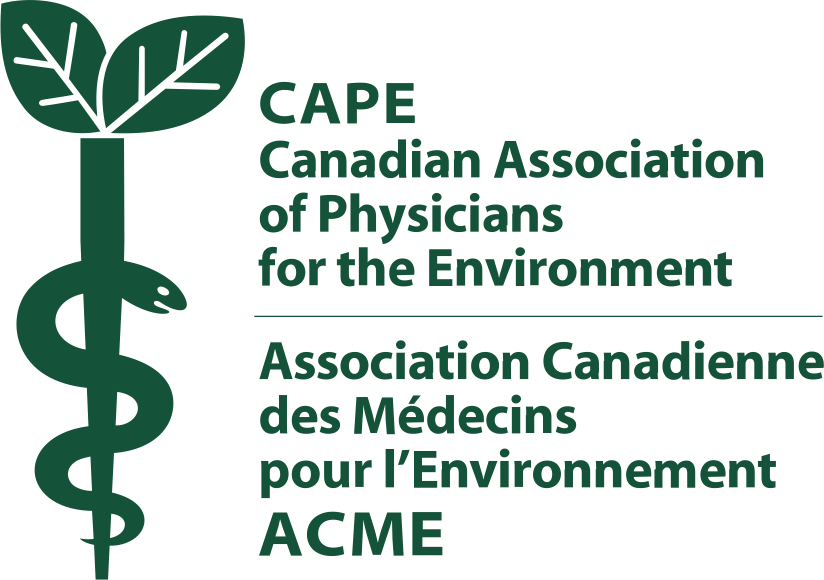 CAPE
Canadian Association
of Physicians
for the Environment
Association Canadienne
des Médecins
pour l’Environnement
ACME